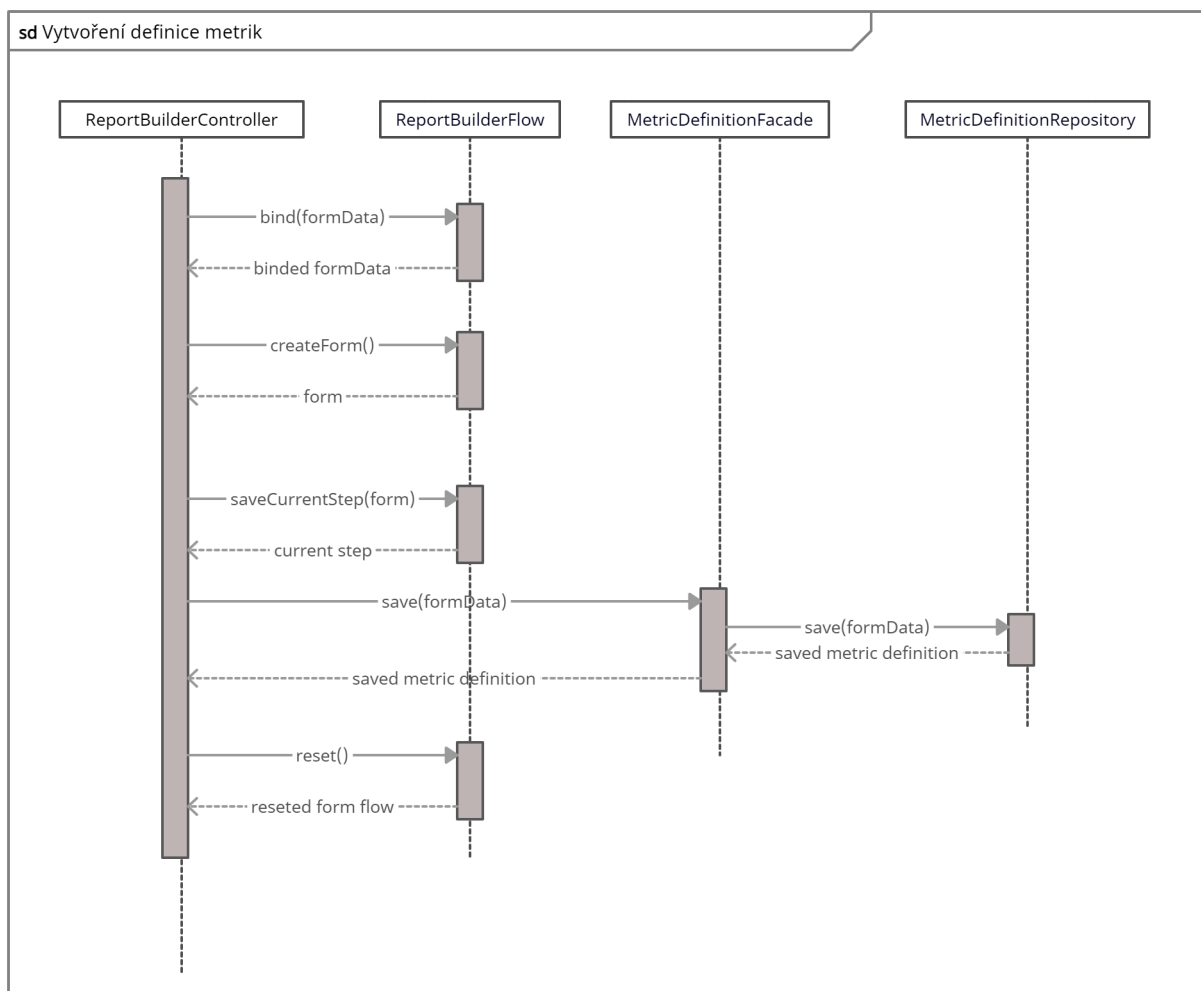 sd Vytvoření definice metrik
ReportBuilderController
ReportBuilderFlow
MetricDefinitionFacade
MetricDefinitionRepository
bind(formData)
binded formData
createForm()
form
saveCurrentStep(form)
current step
save(formData)
save(formData)
saved metric definition
saved metric definition
reset()
reseted form flow